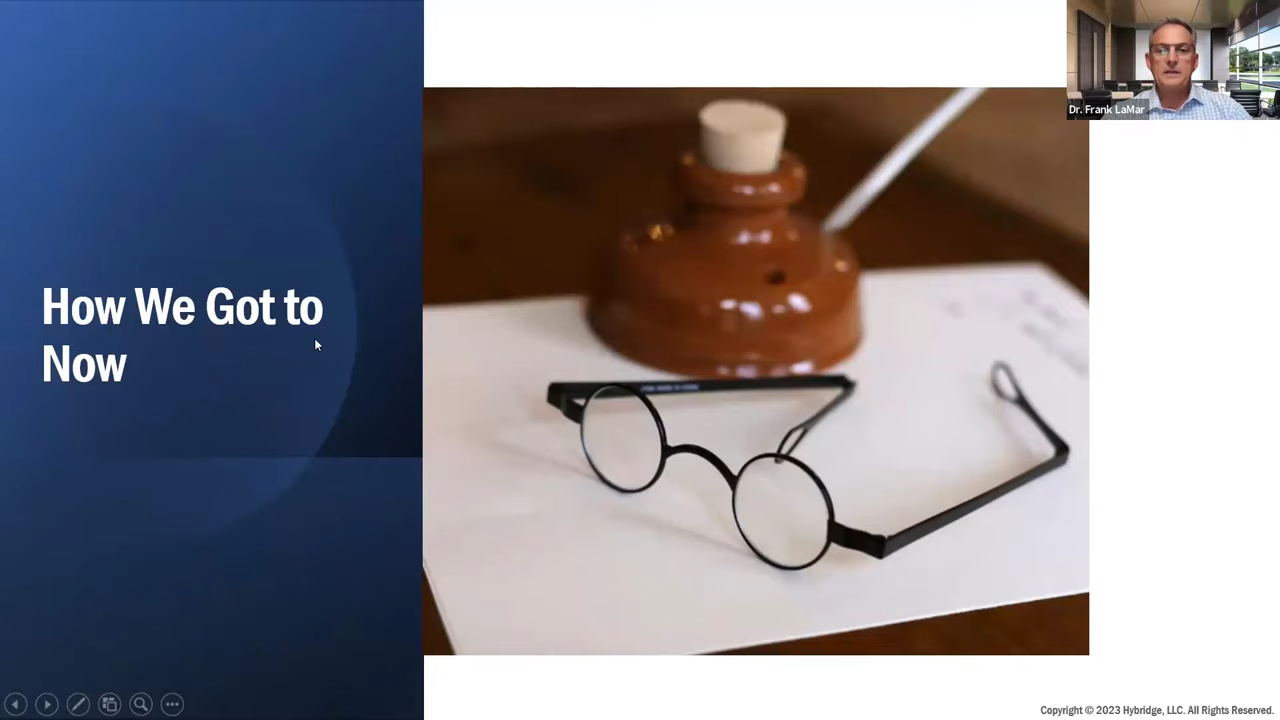 How We Got to
Now
Dr. Frank LaMar
Copyright © 2023 Hybridge, LLC. All Rights Reserved.